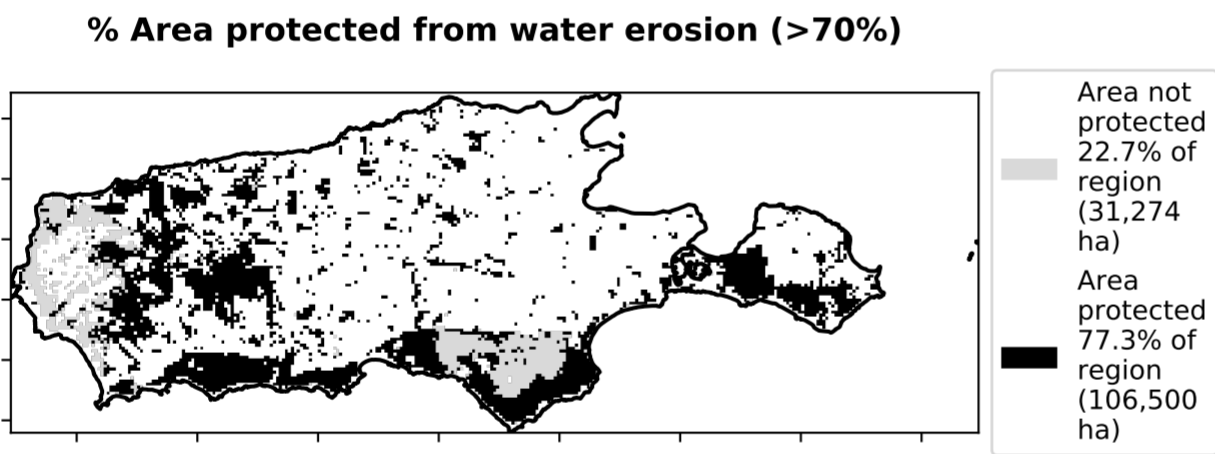 % Area protected from water erosion (>70%)
Area not
protected
22.7% of
region
(31,274
ha)
Area
protected
77.3% of
region
(106,500
ha)